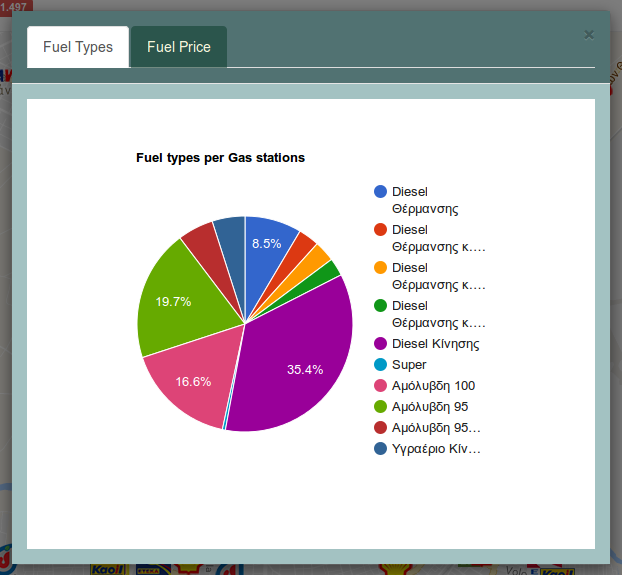 1.497
Fuel Types
Fuel Price
×
Fuel types per Gas stations
8.5%
19.7%
35.4%
16.6%
Diesel
Θέρμανσης
Diesel
Θέρμανσης κ.…
Diesel
Θέρμανσης κ.…
Diesel
Θέρμανσης κ.…
Diesel Κίνησης
Super
Αμόλυβδη 100
Αμόλυβδη 95
Αμόλυβδη 95…
Υγραέριο Κίν…
Kaoil